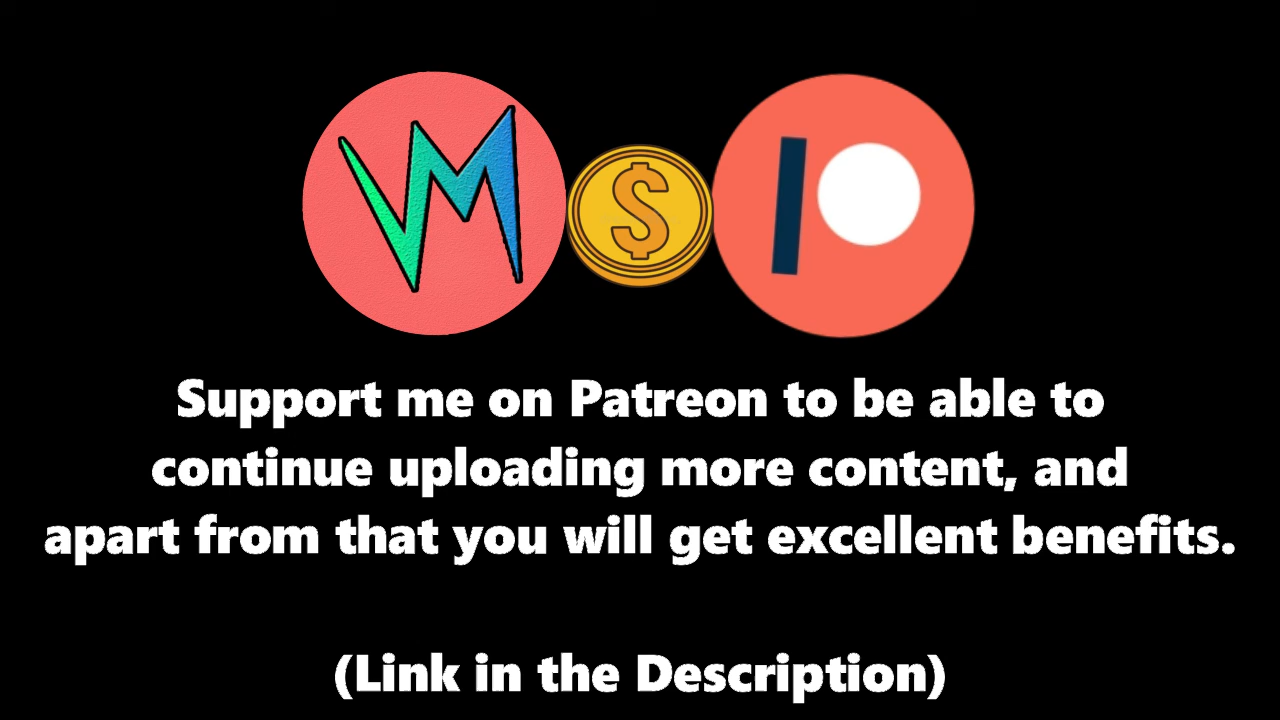 VM
$
Support me on Patreon to be able to
continue uploading more content, and
apart from that you will get excellent benefits.
(Link in the Description)